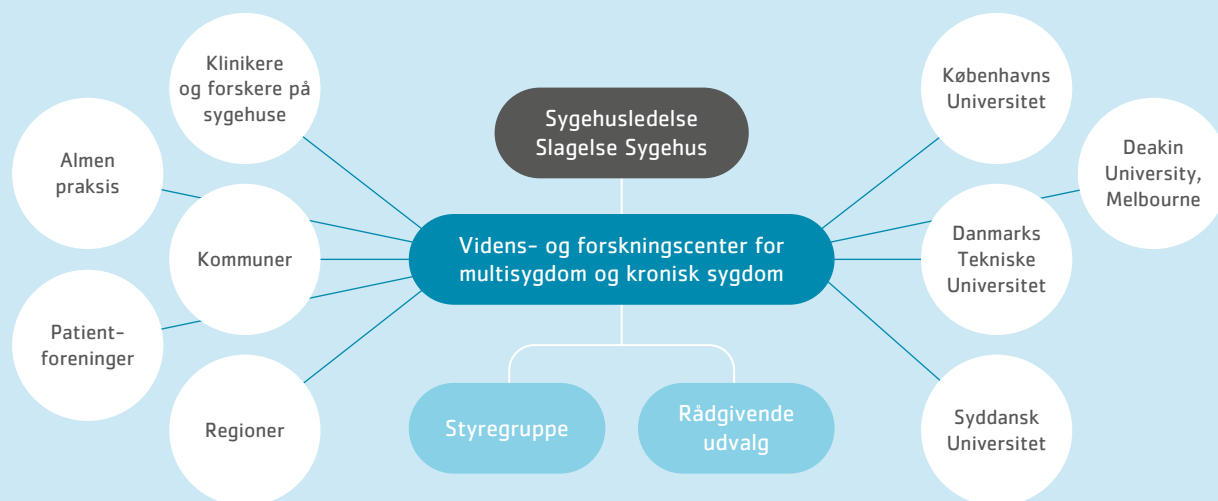 Klinikere
og forskere på
sygehuse
Almen
praksis
Kommuner
Patient-
foreninger
Regioner
Sygehusledelse
Slagelse Sygehus
Videns- og forskningscenter for
multisygdom og kronisk sygdom
Styregruppe
Rådgivende
udvalg
Københavns
Universitet
Deakin
University,
Melbourne
Danmarks
Tekniske
Universitet
Syddansk
Universitet